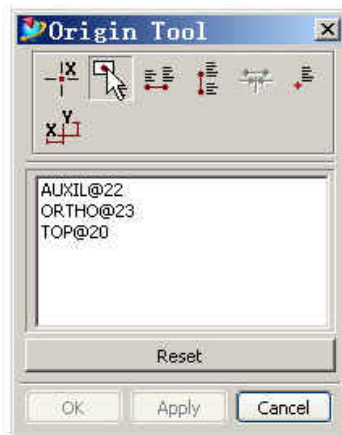 Origin Tool
X
X Y
AUXIL@22
ORTHO@23
TOP@20
Reset
OK Apply Cancel